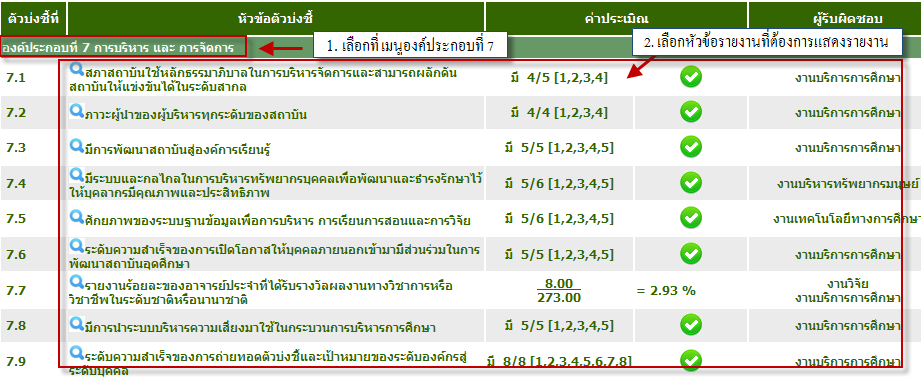 ตัวบ่งชี้ที่ หัวข้อตัวบ่งชี้ ค่าประเมิน ผู้รับผิดชอบ
องค์ประกอบที่ 7 การบริหาร และ การจัดการ
1. เลือกที่เมนูองค์ประกอบที่ 7
2. เลือกหัวข้อรายงานที่ต้องการแสดงรายงาน
7.1 สภาสถาบันใช้หลักธรรมาภิบาลในการบริหารจัดการและสามารถผลักดัน มี 4/5 [1,2,3,4] งานบริการการศึกษา
สถาบันให้แข่งขันได้ในระดับสากล
7.2 ภาวะผู้นำของผู้บริหารทุกระดับของสถาบัน มี 4/4 [1,2,3,4] งานบริการการศึกษา
7.3 มีการพัฒนาสถาบันสู่องค์การเรียนรู้ มี 5/5 [1,2,3,4,5] งานบริการการศึกษา
7.4 มีระบบและกลไกลในการบริหารทรัพยากรบุคคลเพื่อพัฒนาและธำรงรักษาไว้ มี 5/6 [1,2,3,4,5] งานบริหารทรัพยากรมนุษย์
ให้บุคลากรมีคุณภาพและประสิทธิภาพ
7.5 ศักยภาพของระบบฐานข้อมูลเพื่อการบริหาร การเรียนการสอนและการวิจัย มี 5/6 [1,2,3,4,5] งานเทคโนโลยีทางการศึกษา
7.6 ระดับความสำเร็จของการเปิดโอกาสให้บุคคลภายนอกเข้ามามีส่วนร่วมในการ มี 5/5 [1,2,3,4,5] งานบริการการศึกษา
พัฒนาสถาบันอุดศึกษา
7.7 รายงานร้อยละของอาจารย์ประจำที่ได้รับรางวัลผลงานทางวิชาการหรือ 8.00 งานวิจัย
วิชาชีพในระดับชาติหรือนานาชาติ 273.00 = 2.93 % งานบริการการศึกษา
7.8 มีการนำระบบบริหารความเสี่ยงมาใช้ในกระบวนการบริหารการศึกษา มี 5/5 [1,2,3,4,5] งานบริการการศึกษา
7.9 ระดับความสำเร็จของการถ่ายทอดตัวบ่งชี้และเป้าหมายของระดับองค์กรสู่ มี 8/8 [1,2,3,4,5,6,7,8] งานบริการการศึกษา
ระดับบุคคล